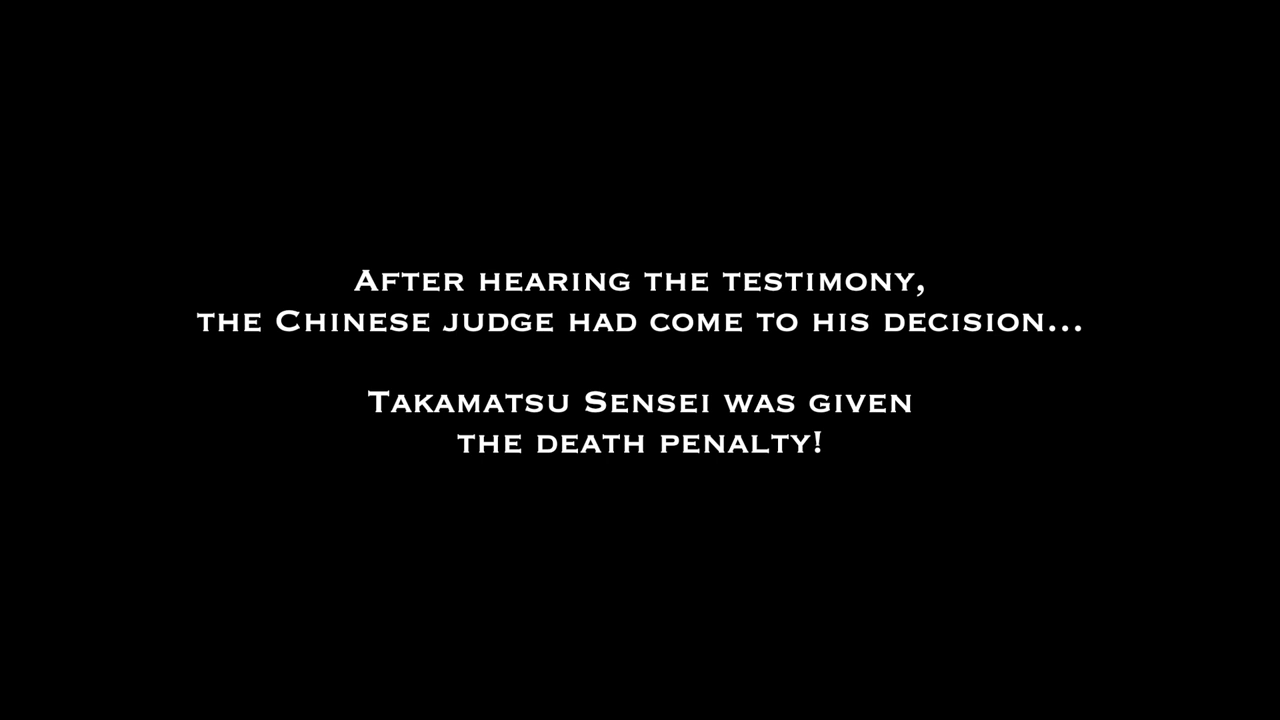 After hearing the testimony,
the Chinese judge had come to his decision...
Takamatsu Sensei was given
the death penalty!